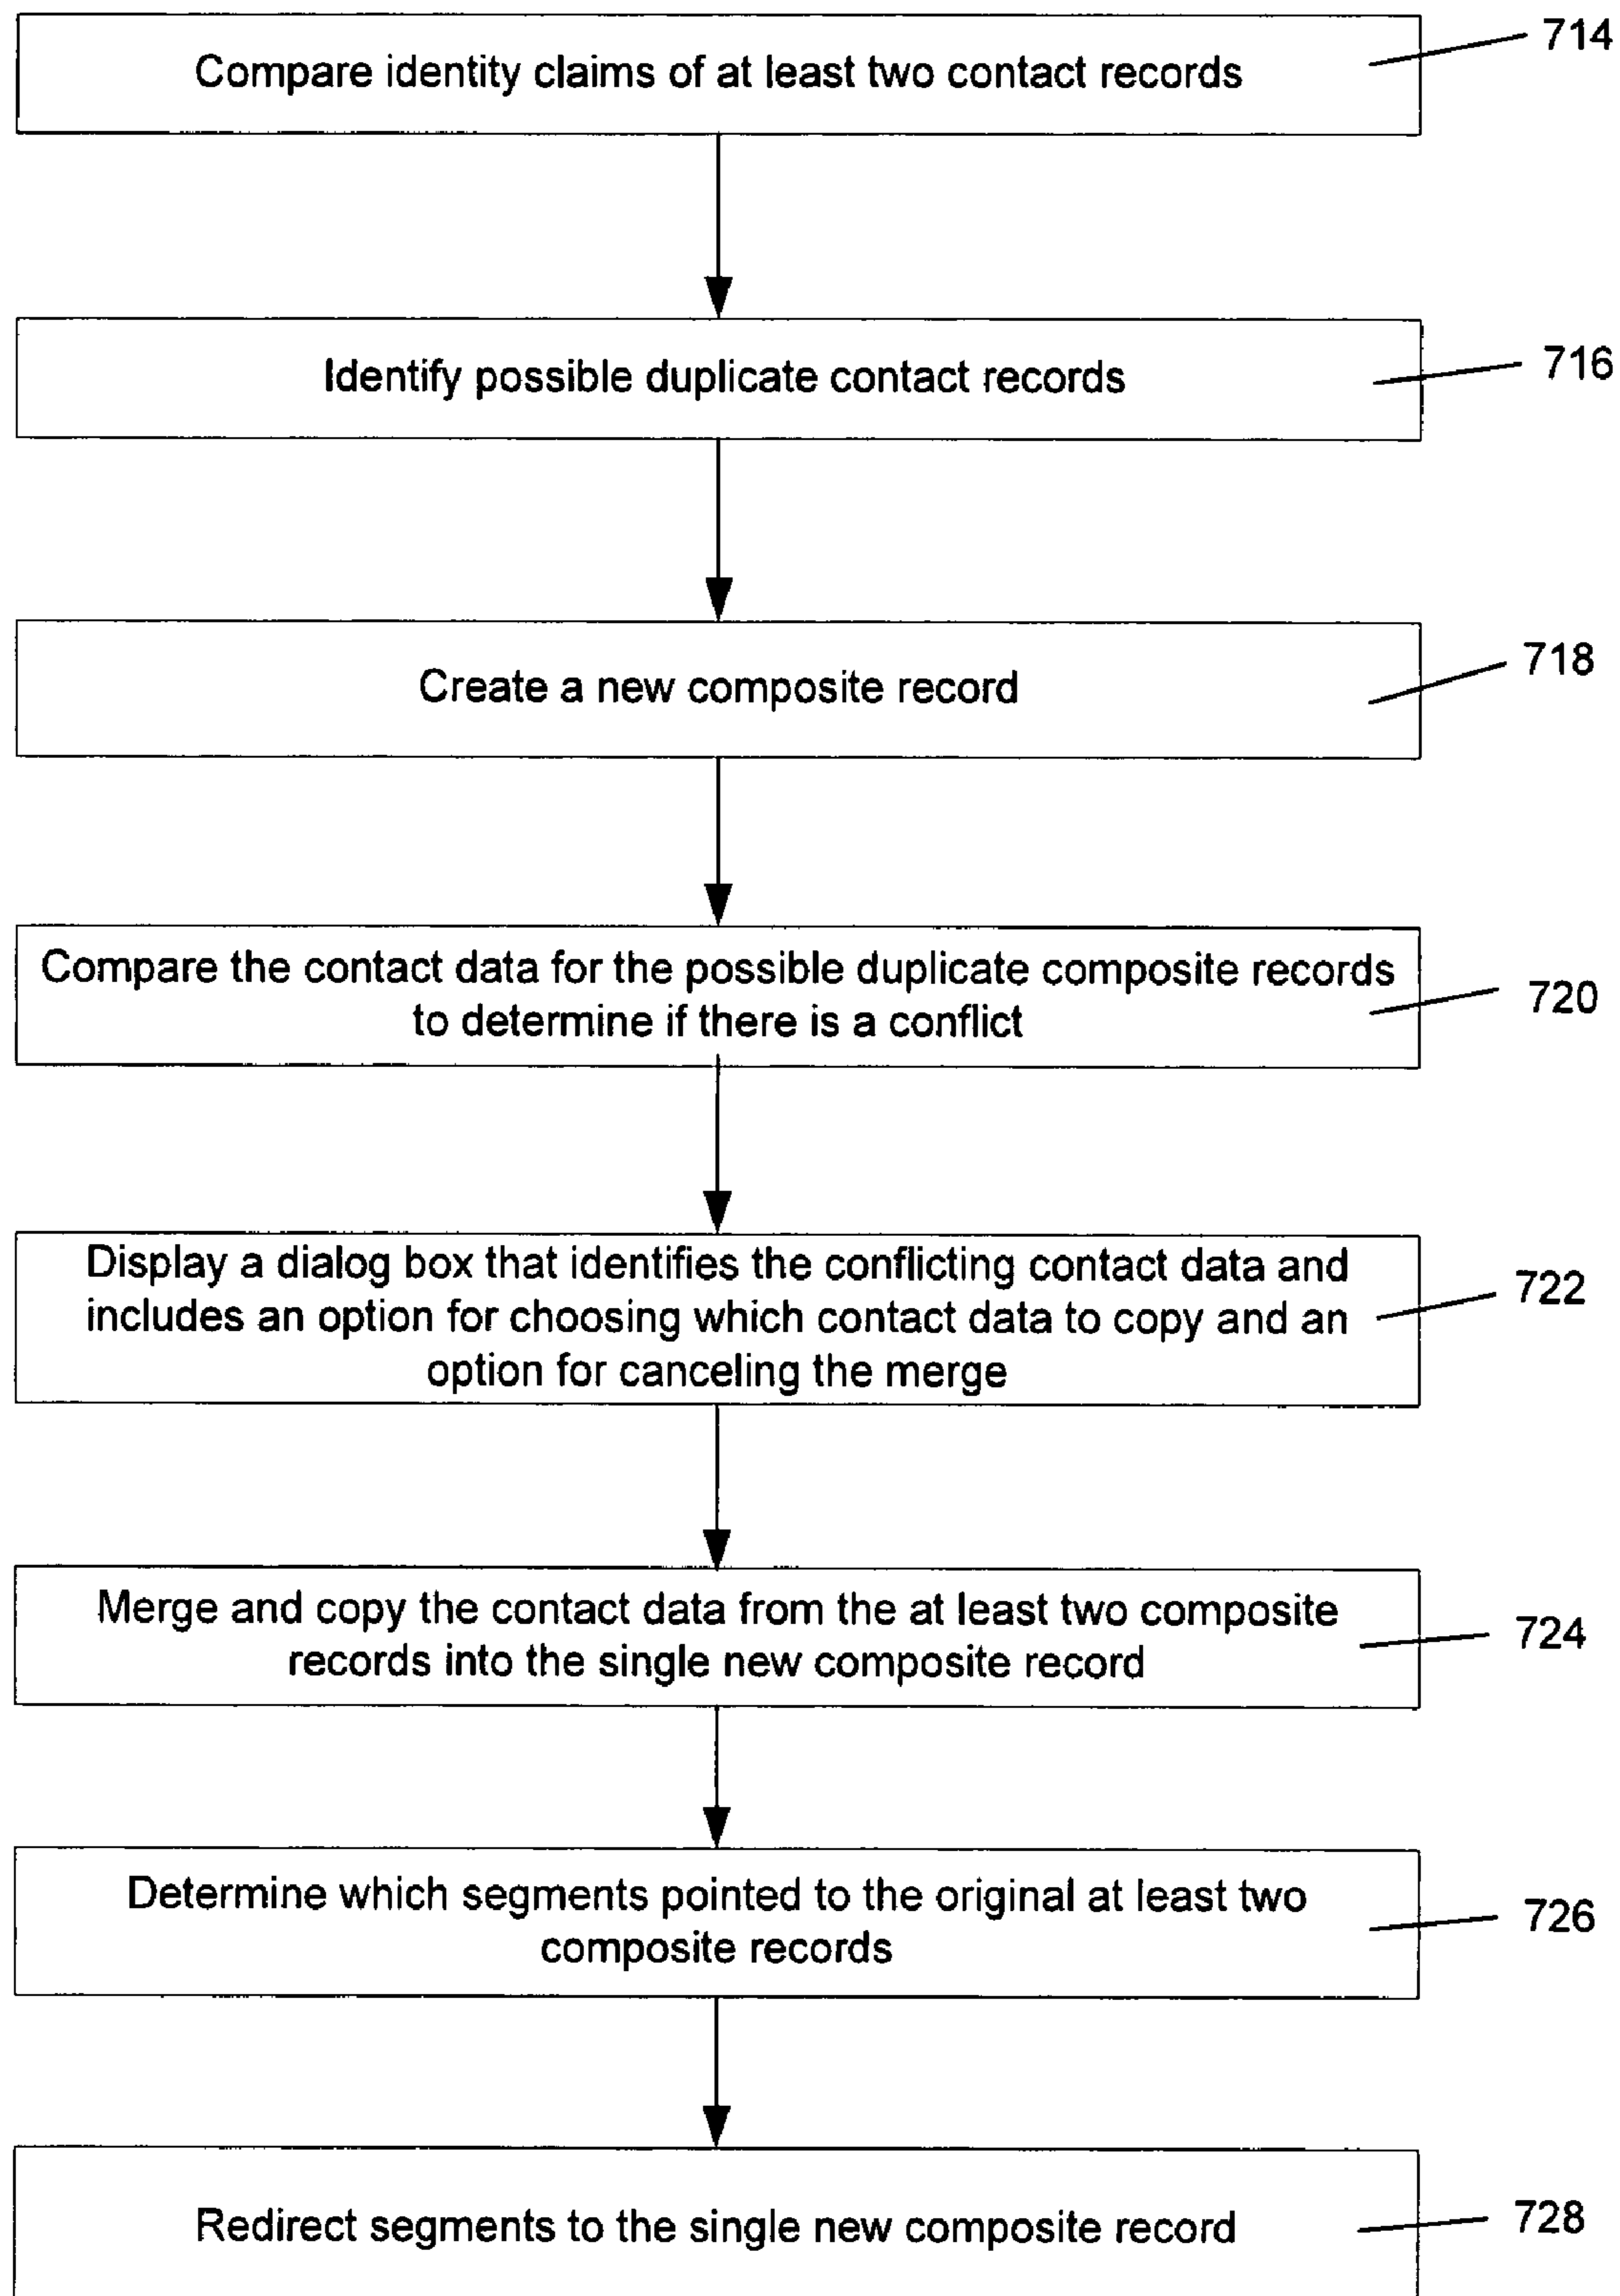 Compare identity claims of at least two contact records
714
Identify possible duplicate contact records
716
Create a new composite record
718
Compare the contact data for the possible duplicate composite records
to determine if there is a conflict
720
Display a dialog box that identifies the conflicting contact data and
includes an option for choosing which contact data to copy and an
option for canceling the merge
722
Merge and copy the contact data from the at least two composite
records into the single new composite record
724
Determine which segments pointed to the original at least two
composite records
726
Redirect segments to the single new composite record
728